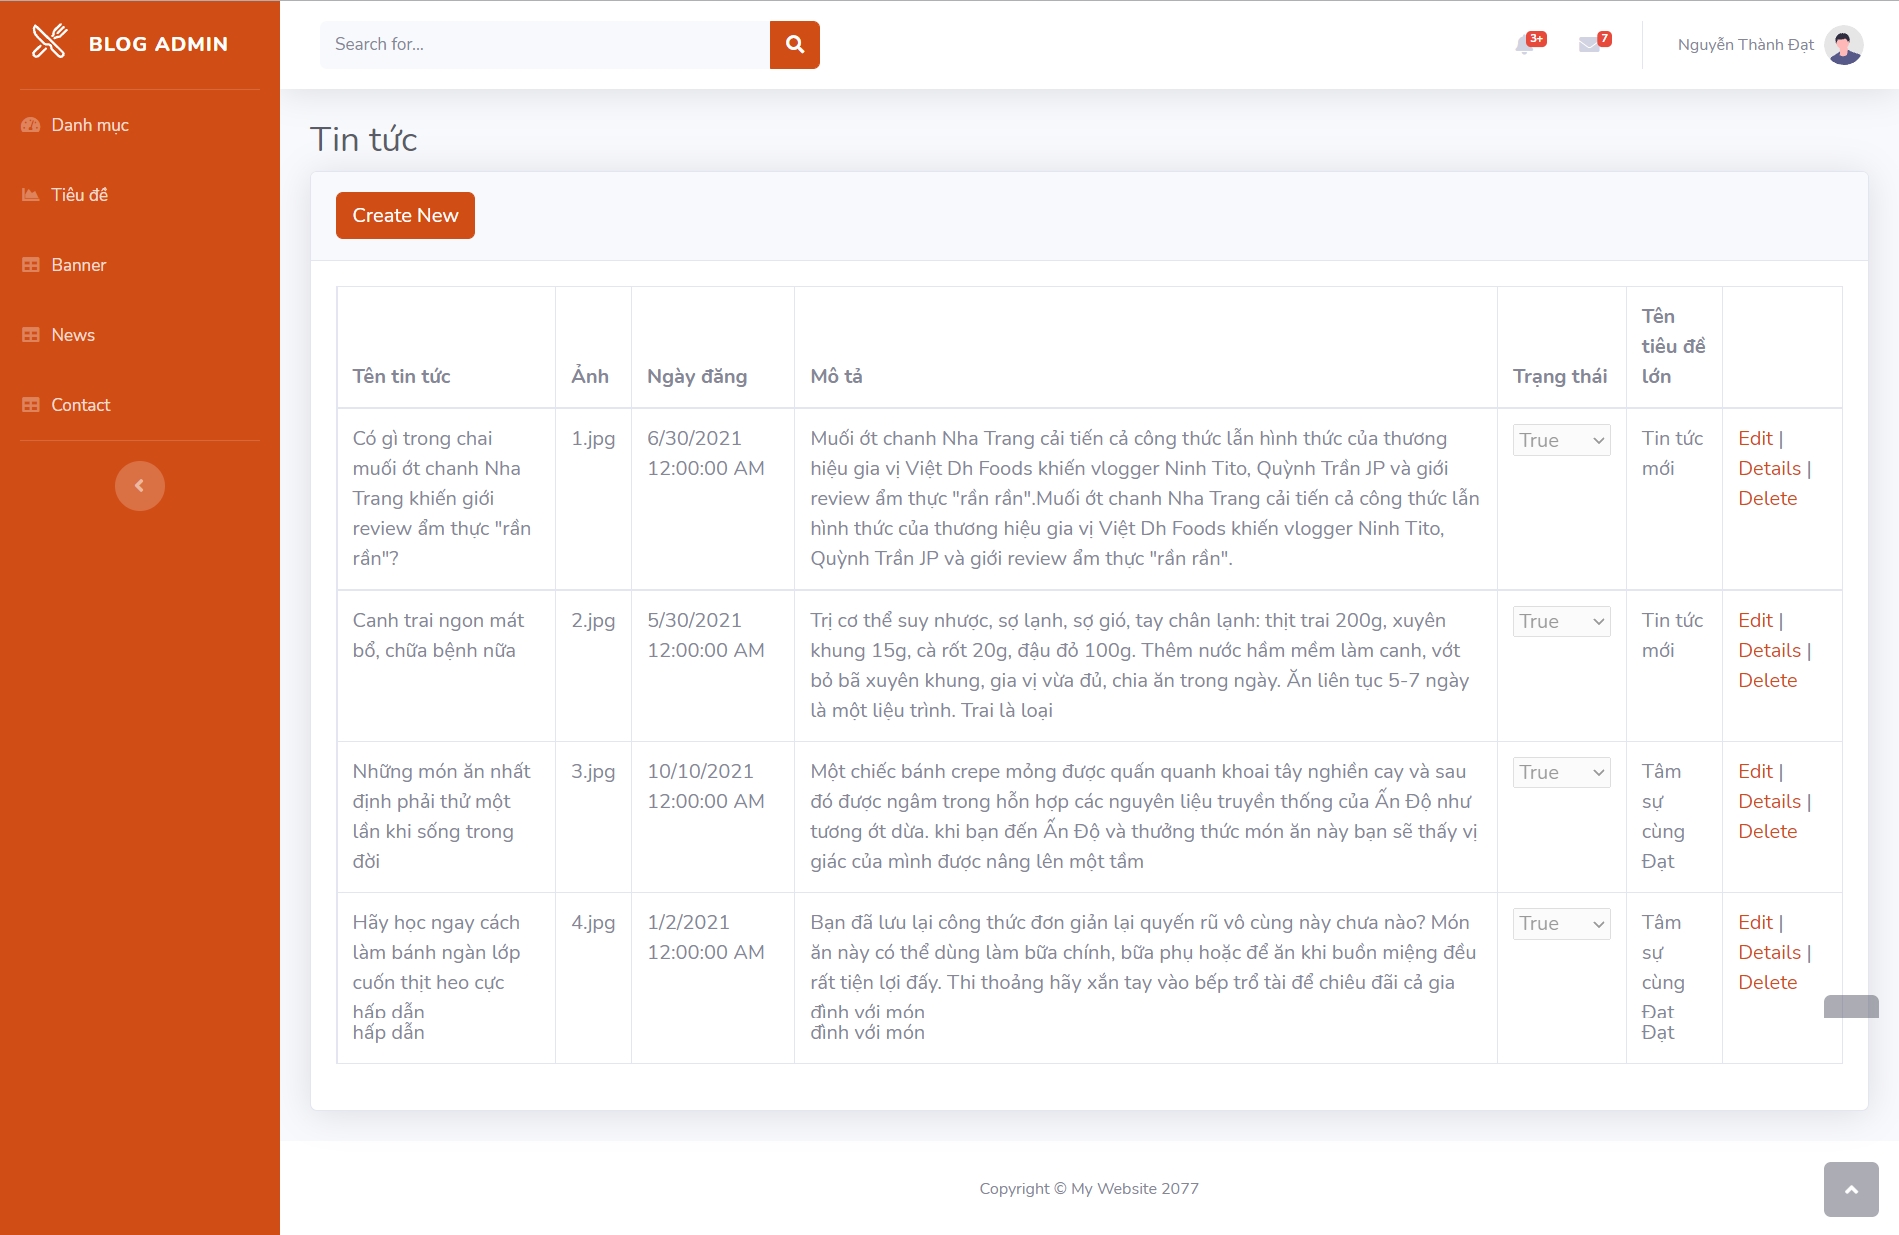 BLOG ADMIN
Search for...
3+
7
Nguyễn Thành Đạt
Danh mục
Tiêu đề
Banner
News
Contact
Tin tức
Create New
Tên tin tức
Ảnh
Ngày đăng
Mô tả
Trạng thái
Tên
tiêu đề
lớn
Có gì trong chai
muối ớt chanh Nha
Trang khiến giới
review ẩm thực "rần
rần"?
1.jpg
6/30/2021
12:00:00 AM
Muối ớt chanh Nha Trang cải tiến cả công thức lẫn hình thức của thương
hiệu gia vị Việt Dh Foods khiến vlogger Ninh Tito, Quỳnh Trần JP và giới
review ẩm thực "rần rần".Muối ớt chanh Nha Trang cải tiến cả công thức lẫn
hình thức của thương hiệu gia vị Việt Dh Foods khiến vlogger Ninh Tito,
Quỳnh Trần JP và giới review ẩm thực "rần rần".
True
Tin tức
mới
Edit |
Details |
Delete
Canh trai ngon mát
bổ, chữa bệnh nữa
2.jpg
5/30/2021
12:00:00 AM
Trị cơ thể suy nhược, sợ lạnh, sợ gió, tay chân lạnh: thịt trai 200g, xuyên
khung 15g, cà rốt 20g, đậu đỏ 100g. Thêm nước hầm mềm làm canh, vớt
bỏ bã xuyên khung, gia vị vừa đủ, chia ăn trong ngày. Ăn liên tục 5-7 ngày
là một liệu trình. Trai là loại
True
Tin tức
mới
Edit |
Details |
Delete
Những món ăn nhất
định phải thử một
lần khi sống trong
đời
3.jpg
10/10/2021
12:00:00 AM
Một chiếc bánh crepe mỏng được quấn quanh khoai tây nghiền cay và sau
đó được ngâm trong hỗn hợp các nguyên liệu truyền thống của Ấn Độ như
tương ớt dừa. khi bạn đến Ấn Độ và thưởng thức món ăn này bạn sẽ thấy vị
giác của mình được nâng lên một tầm
True
Tâm
sự
cùng
Đạt
Edit |
Details |
Delete
Hãy học ngay cách
làm bánh ngàn lớp
cuốn thịt heo cực
hấp dẫn
hấp dẫn
4.jpg
1/2/2021
12:00:00 AM
Bạn đã lưu lại công thức đơn giản lại quyến rũ vô cùng này chưa nào? Món
ăn này có thể dùng làm bữa chính, bữa phụ hoặc để ăn khi buồn miệng đều
rất tiện lợi đấy. Thi thoảng hãy xắn tay vào bếp trổ tài để chiêu đãi cả gia
đình với món
đình với món
True
Tâm
sự
cùng
Đạt
Đạt
Edit |
Details |
Delete
Copyright © My Website 2077